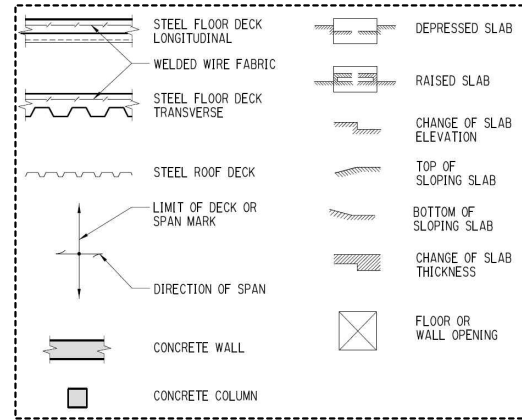 STEEL FLOOR DECK
LONGITUDINAL
WELDED WIRE FABRIC
STEEL FLOOR DECK
TRANSVERSE
STEEL ROOF DECK
LIMIT OF DECK OR
SPAN MARK
DIRECTION OF SPAN
CONCRETE WALL
CONCRETE COLUMN
DEPRESSED SLAB
RAISED SLAB
CHANGE OF SLAB
ELEVATION
TOP OF
SLOPING SLAB
BOTTOM OF
SLOPING SLAB
CHANGE OF SLAB
THICKNESS
FLOOR OR
WALL OPENING